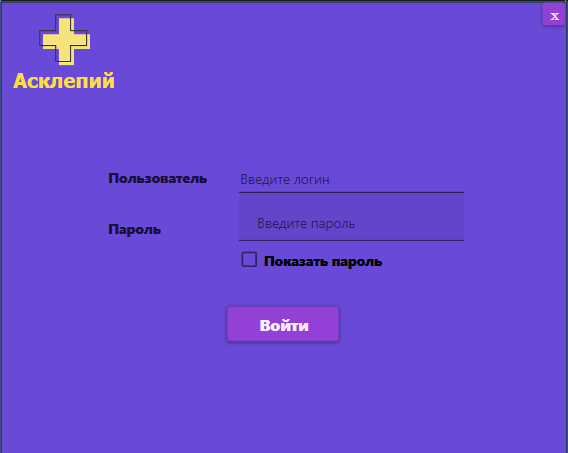 x
Асклепий
Пользователь
Введите логин
Пароль
Введите пароль
Показать пароль
Войти